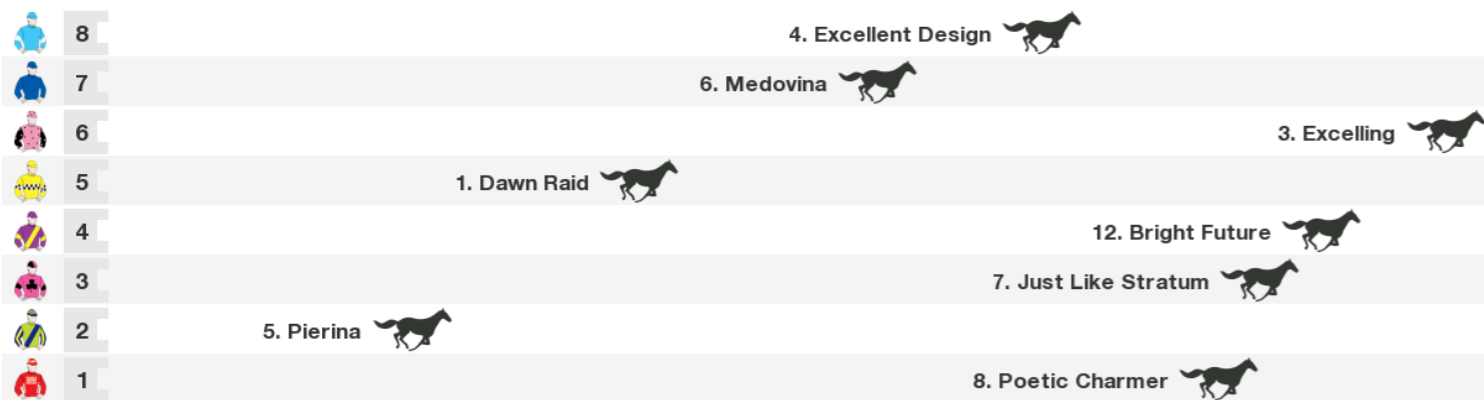 8 4. Excellent Design
7 6. Medovina
6 3. Excelling
5 1. Dawn Raid
4 12. Bright Future
3 7. Just Like Stratum
2 5. Pierina
1 8. Poetic Charmer